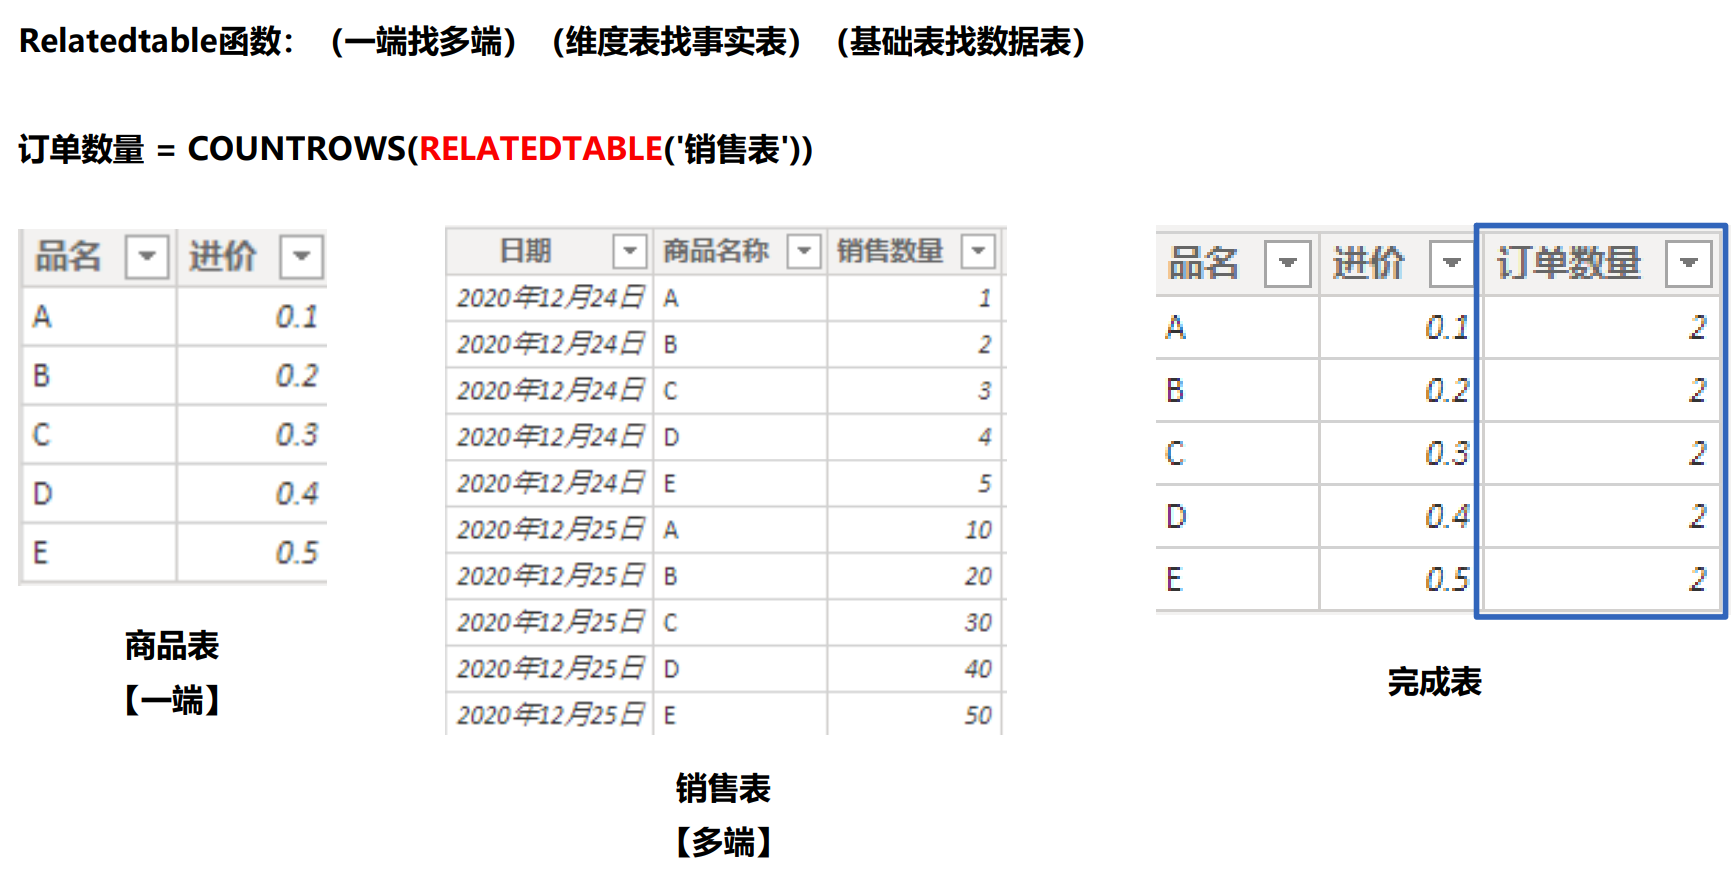 Relatedtable函数：（一端找多端）（维度表找事实表）（基础表找数据表）
订单数量 = COUNTROWS(RELATEDTABLE('销售表'))
品名 进价
A 0.1
B 0.2
C 0.3
D 0.4
E 0.5
商品表
【一端】
日期 商品名称 销售数量
2020年12月24日 A 1
2020年12月24日 B 2
2020年12月24日 C 3
2020年12月24日 D 4
2020年12月24日 E 5
2020年12月25日 A 10
2020年12月25日 B 20
2020年12月25日 C 30
2020年12月25日 D 40
2020年12月25日 E 50
销售表
【多端】
品名 进价 订单数量
A 0.1 2
B 0.2 2
C 0.3 2
D 0.4 2
E 0.5 2
完成表